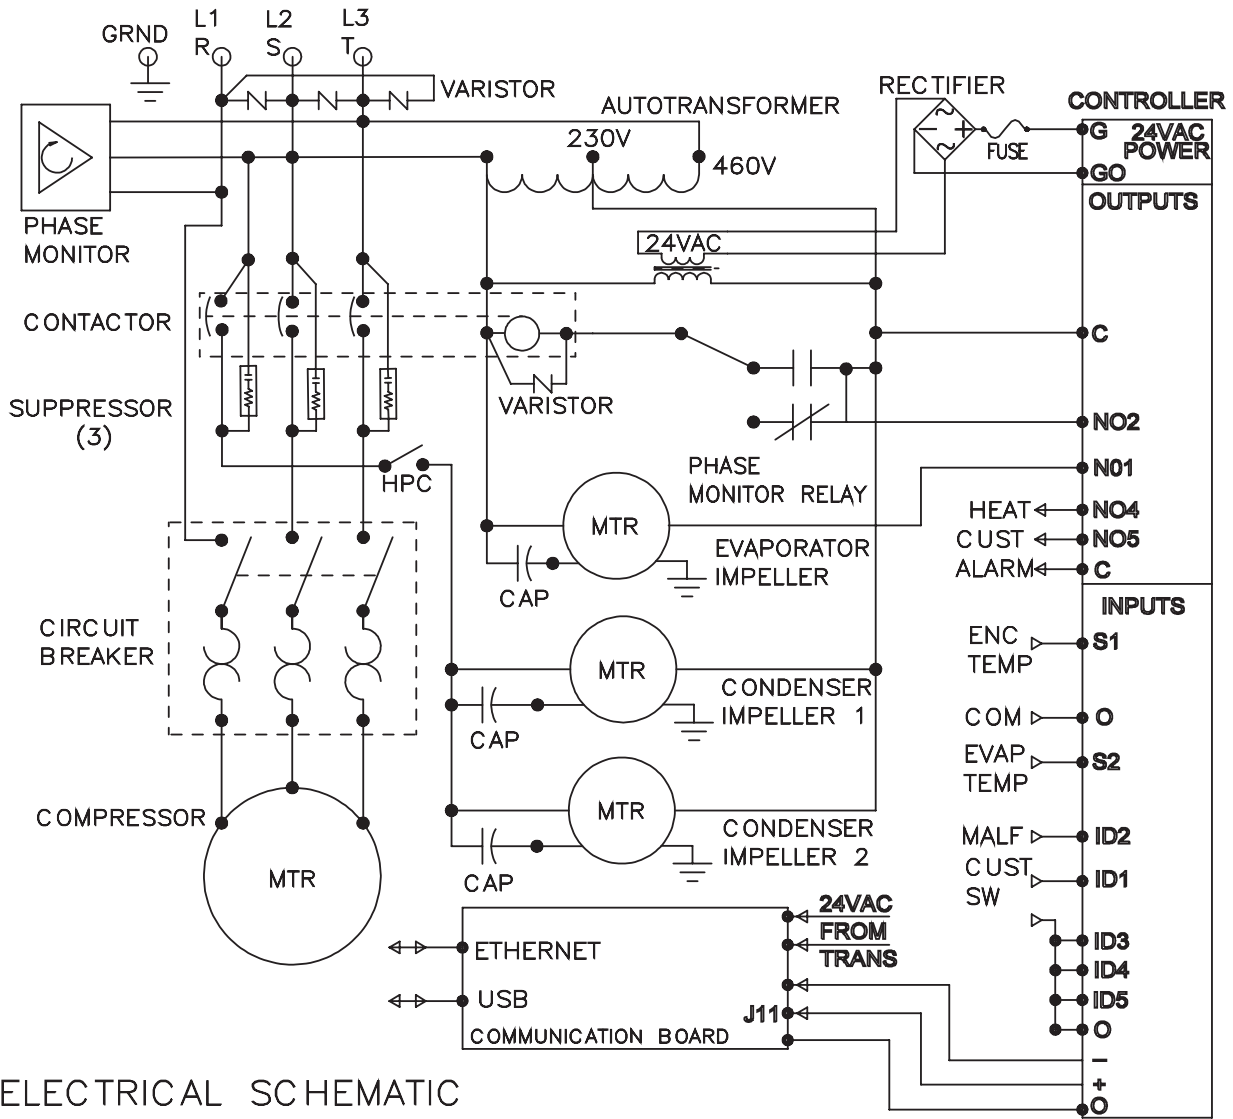 GRND
L1
R
L2
S
L3
T
VARISTOR
AUTOTRANSFORMER
230V
460V
RECTIFIER
FUSE
CONTROLLER
G
24VAC
POWER
GO
OUTPUTS
PHASE
MONITOR
24VAC
CONTACTOR
C
SUPPRESSOR
(3)
VARISTOR
NO2
HPC
PHASE
MONITOR RELAY
N01
MTR
EVAPORATOR
IMPELLER
CAP
HEAT
NO4
CUST
NO5
ALARM
C
INPUTS
CIRCUIT
BREAKER
ENC
TEMP
S1
MTR
CONDENSER
IMPELLER 1
CAP
COM
O
EVAP
TEMP
S2
COMPRESSOR
MTR
MTR
CONDENSER
IMPELLER 2
CAP
MALF
ID2
CUST
SW
ID1
24VAC
FROM
TRANS
ETHERNET
USB
J11
COMMUNICATION BOARD
ID3
ID4
ID5
O
−
+
O
ELECTRICAL SCHEMATIC